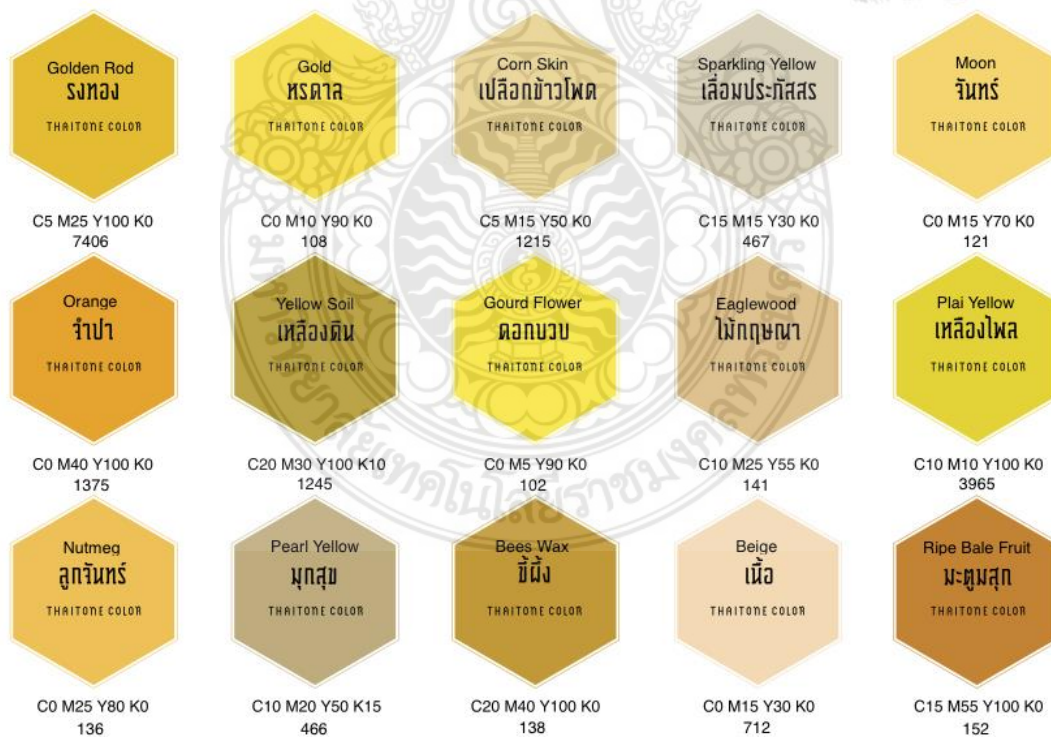 Golden Rod
รงทอง
THAITONE COLOR
C5 M25 Y100 K0
7406
Gold
หรดาล
THAITONE COLOR
C0 M10 Y90 K0
108
Corn Skin
เปลือกข้าวโพด
THAITONE COLOR
C5 M15 Y50 K0
1215
Sparkling Yellow
เลื่อมประภัสสร
THAITONE COLOR
C15 M15 Y30 K0
467
Moon
จันทร์
THAITONE COLOR
C0 M15 Y70 K0
121
Orange
จำปา
THAITONE COLOR
C0 M40 Y100 K0
1375
Yellow Soil
เหลืองดิน
THAITONE COLOR
C20 M30 Y100 K10
1245
Gourd Flower
ดอกบวบ
THAITONE COLOR
C0 M5 Y90 K0
102
Eaglewood
ไม้กฤษณา
THAITONE COLOR
C10 M25 Y55 K0
141
Plai Yellow
เหลืองไพล
THAITONE COLOR
C10 M10 Y100 K0
3965
Nutmeg
ลูกจันทร์
THAITONE COLOR
C0 M25 Y80 K0
136
Pearl Yellow
มุกสุข
THAITONE COLOR
C10 M20 Y50 K15
466
Bees Wax
ขี้ผึ้ง
THAITONE COLOR
C20 M40 Y100 K0
138
Beige
เนื้อ
THAITONE COLOR
C0 M15 Y30 K0
712
Ripe Bale Fruit
มะตูมสุก
THAITONE COLOR
C15 M55 Y100 K0
152